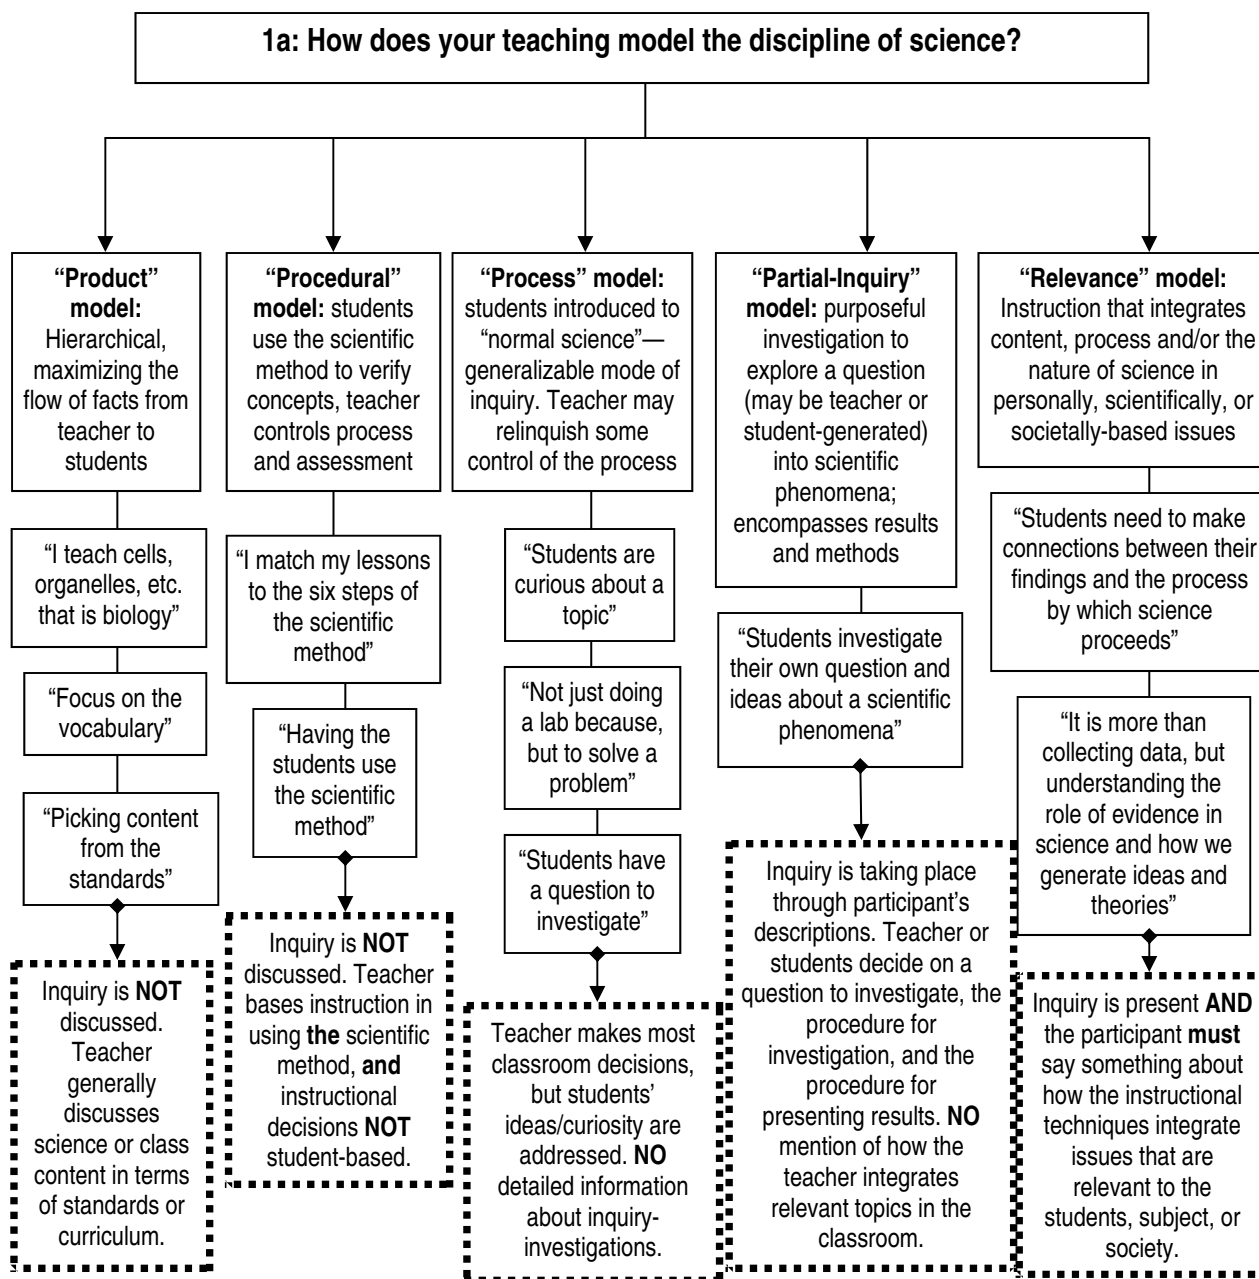 1a: How does your teaching model the discipline of science?
“Product”
model:
Hierarchical,
maximizing the
flow of facts from
teacher to
students
“I teach cells,
organelles, etc.
that is biology”
“Focus on the
vocabulary”
“Picking content
from the
standards”
Inquiry is NOT
discussed.
Teacher
generally
discusses
science or class
content in terms
of standards or
curriculum.
“Procedural”
model: students
use the scientific
method to verify
concepts, teacher
controls process
and assessment
“I match my lessons
to the six steps of
the scientific
method”
“Having the
students use
the scientific
method”
Inquiry is NOT
discussed. Teacher
bases instruction in
using the scientific
method, and
instructional
decisions NOT
student-based.
“Process” model:
students introduced to
“normal science”—
generalizable mode of
inquiry. Teacher may
relinquish some
control of the process
“Students are
curious about a
topic”
“Not just doing
a lab because,
but to solve a
problem”
“Students have
a question to
investigate”
Teacher makes most
classroom decisions,
but students’
ideas/curiosity are
addressed. NO
detailed information
about inquiry-
investigations.
“Partial-Inquiry”
model: purposeful
investigation to
explore a question
(may be teacher or
student-generated)
into scientific
phenomena;
encompasses results
and methods
“Students investigate
their own question and
ideas about a scientific
phenomena”
Inquiry is taking place
through participant’s
descriptions. Teacher or
students decide on a
question to investigate, the
procedure for
investigation, and the
procedure for
presenting results. NO
mention of how the
teacher integrates
relevant topics in the
classroom.
“Relevance” model:
Instruction that integrates
content, process and/or the
nature of science in
personally, scientifically, or
societally-based issues
“Students need to make
connections between their
findings and the process
by which science
proceeds”
“It is more than
collecting data, but
understanding the
role of evidence in
science and how we
generate ideas and
theories”
Inquiry is present AND
the participant must
say something about
how the instructional
techniques integrate
issues that are
relevant to the
students, subject, or
society.